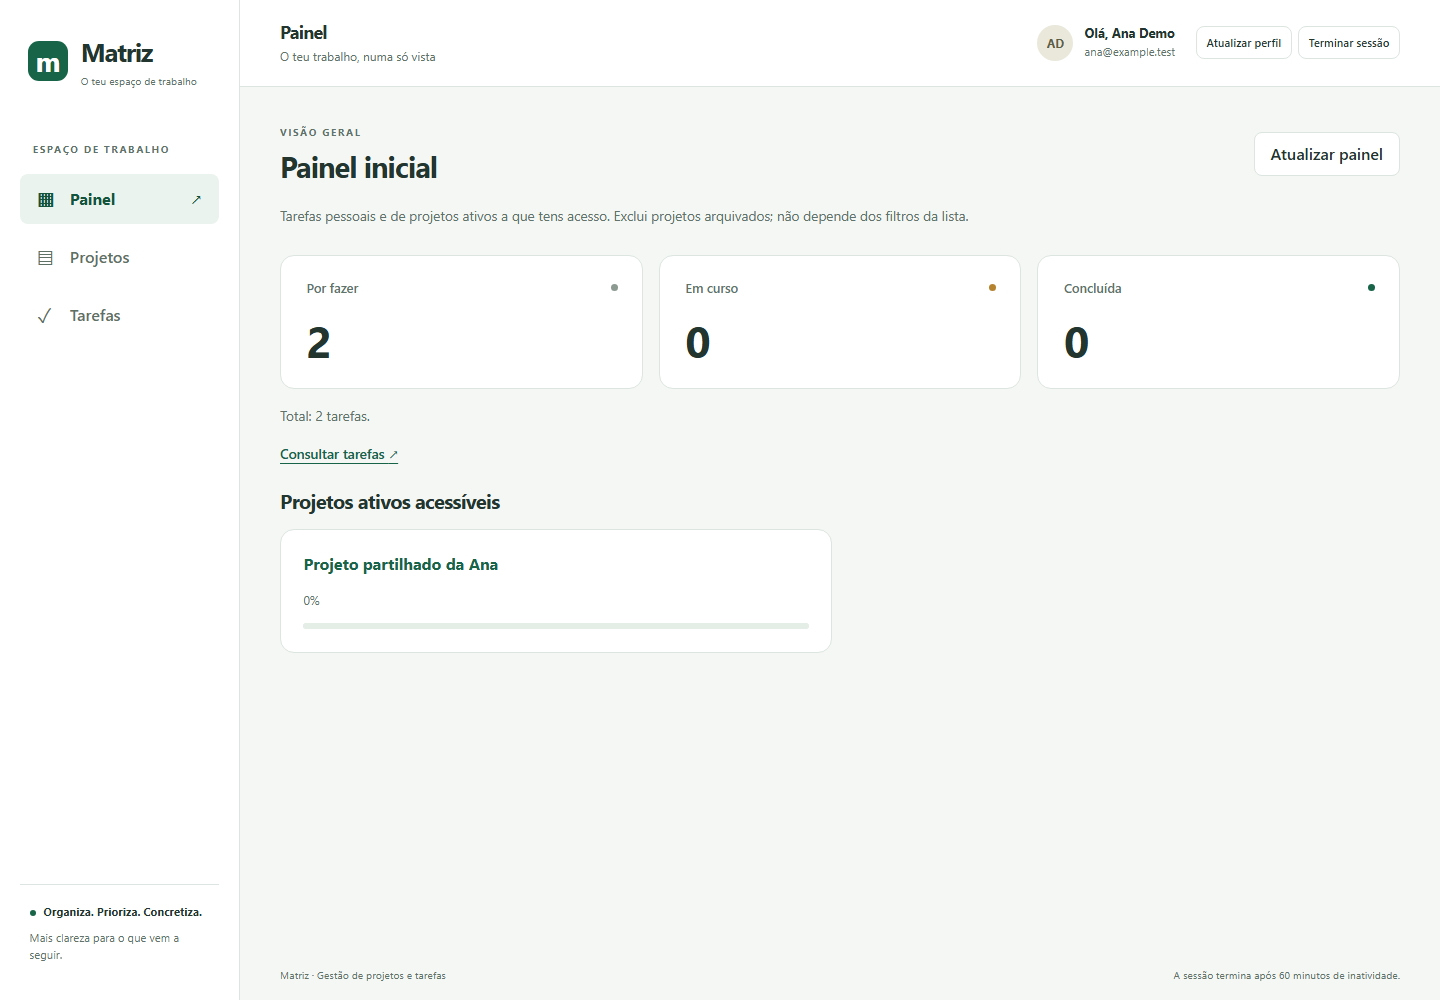 m
Matriz
O teu espaço de trabalho
ESPAÇO DE TRABALHO
Painel ↗
Projetos
Tarefas
Organiza. Prioriza. Concretiza.
Mais clareza para o que vem a
seguir.
Painel
O teu trabalho, numa só vista
AD
Olá, Ana Demo
ana@example.test
Atualizar perfil
Terminar sessão
VISÃO GERAL
Painel inicial
Atualizar painel
Tarefas pessoais e de projetos ativos a que tens acesso. Exclui projetos arquivados; não depende dos filtros da lista.
Por fazer
2
Em curso
0
Concluída
0
Total: 2 tarefas.
Consultar tarefas ↗
Projetos ativos acessíveis
Projeto partilhado da Ana
0%
Matriz · Gestão de projetos e tarefas
A sessão termina após 60 minutos de inatividade.